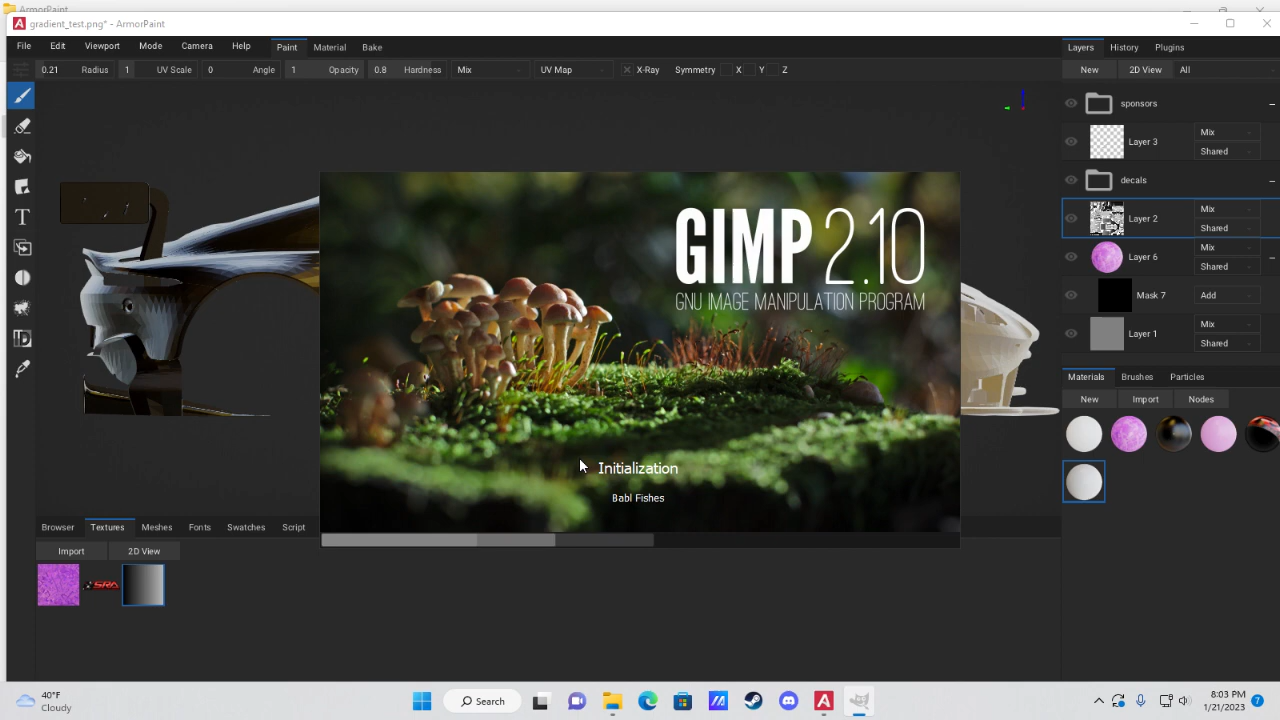 gradient_test.png* - ArmorPaint
File Edit Viewport Mode Camera Help Paint Material Bake
0.21 Radius 1 UV Scale 0 Angle 1 Opacity 0.8 Hardness Mix UV Map X-Ray Symmetry X Y Z
Layers History Plugins
New 2D View All
sponsors
Layer 3 Mix
Shared
decals
Layer 2 Mix
Shared
Layer 6 Mix
Shared
Mask 7 Add
Layer 1 Mix
Shared
Materials Brushes Particles
New Import Nodes
GIMP 2.10
GNU IMAGE MANIPULATION PROGRAM
Initialization
Babl Fishes
Browser Textures Meshes Fonts Swatches Script
Import 2D View
SRA
40°F
Cloudy
Search
8:03 PM
1/21/2023
7